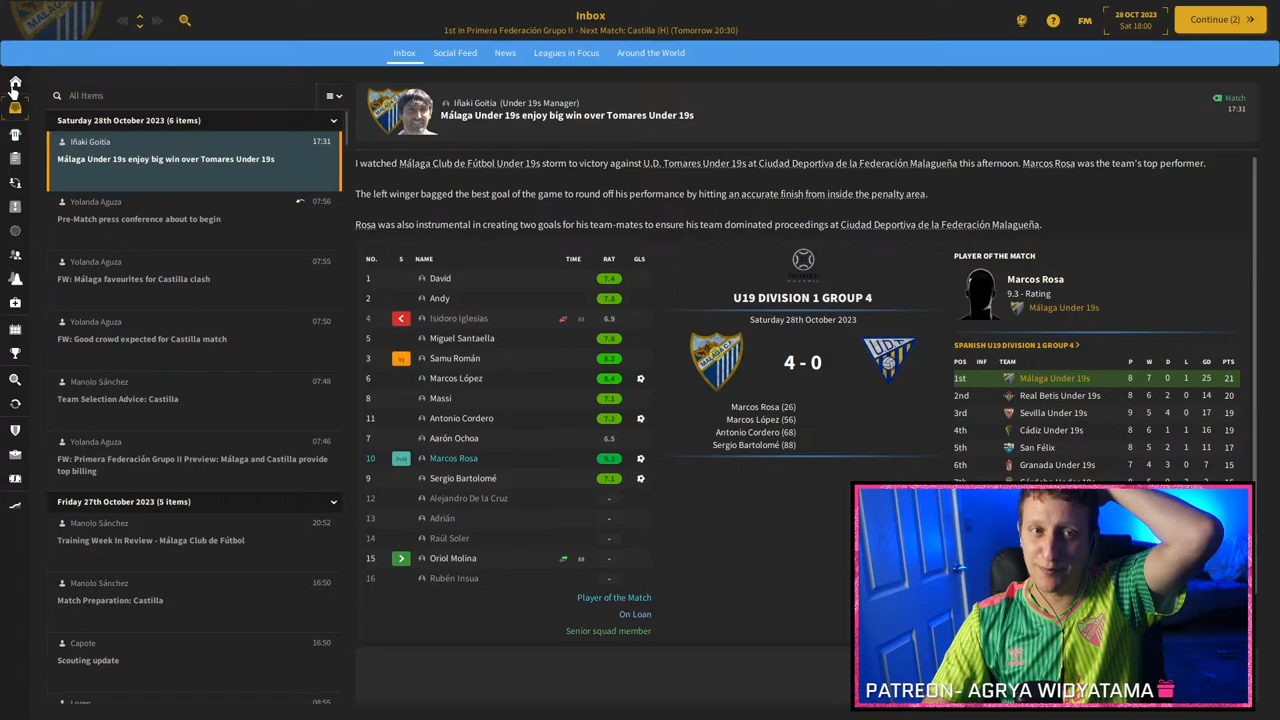 Inbox
1st in Primera Federación Grupo II - Next Match: Castilla (H) (Tomorrow 20:30)
FM
28 OCT 2023
Sat 18:00
Continue (2)
Inbox
Social Feed
News
Leagues in Focus
Around the World
All Items
Saturday 28th October 2023 (6 items)
Iñaki Goitia
17:31
Málaga Under 19s enjoy big win over Tomares Under 19s
Yolanda Aguza
07:56
Pre-Match press conference about to begin
Yolanda Aguza
07:55
FW: Málaga favourites for Castilla clash
Yolanda Aguza
07:50
FW: Good crowd expected for Castilla match
Manolo Sánchez
07:48
Team Selection Advice: Castilla
Yolanda Aguza
07:46
FW: Primera Federación Grupo II Preview: Málaga and Castilla provide
top billing
Friday 27th October 2023 (5 items)
Manolo Sánchez
20:52
Training Week In Review - Málaga Club de Fútbol
Manolo Sánchez
16:50
Match Preparation: Castilla
Capote
16:50
Scouting update
Loren
08:55
Iñaki Goitia (Under 19s Manager)
Málaga Under 19s enjoy big win over Tomares Under 19s
Match
17:31
I watched Málaga Club de Fútbol Under 19s storm to victory against U.D. Tomares Under 19s at Ciudad Deportiva de la Federación Malagueña this afternoon. Marcos Rosa was the team's top performer.
The left winger bagged the best goal of the game to round off his performance by hitting an accurate finish from inside the penalty area.
Rosa was also instrumental in creating two goals for his team-mates to ensure his team dominated proceedings at Ciudad Deportiva de la Federación Malagueña.
NO. S NAME TIME RAT GLS
1 David 7.4
2 Andy 7.8
4 Isidoro Iglesias 6.9
5 Miguel Santaella 7.6
3 Samu Román 8.2
6 Marcos López 8.4
8 Massi 7.1
11 Antonio Cordero 7.2
7 Aarón Ochoa 6.5
10 PoM Marcos Rosa 9.3
9 Sergio Bartolomé 7.1
12 Alejandro De la Cruz -
13 Adrián -
14 Raúl Soler -
15 Oriol Molina 88 -
16 Rubén Insua -
Player of the Match
On Loan
Senior squad member
U19 DIVISION 1 GROUP 4
Saturday 28th October 2023
4 - 0
Marcos Rosa (26)
Marcos López (56)
Antonio Cordero (68)
Sergio Bartolomé (88)
PLAYER OF THE MATCH
Marcos Rosa
9.3 - Rating
Málaga Under 19s
SPANISH U19 DIVISION 1 GROUP 4 >
POS INF TEAM P W D L GD PTS
1st Málaga Under 19s 8 7 0 1 25 21
2nd Real Betis Under 19s 8 6 2 0 14 20
3rd Sevilla Under 19s 9 5 4 0 17 19
4th Cádiz Under 19s 8 6 1 1 16 19
5th San Félix 8 5 2 1 11 17
6th Granada Under 19s 7 4 3 0 7 15
PATREON- AGRYA WIDYATAMA